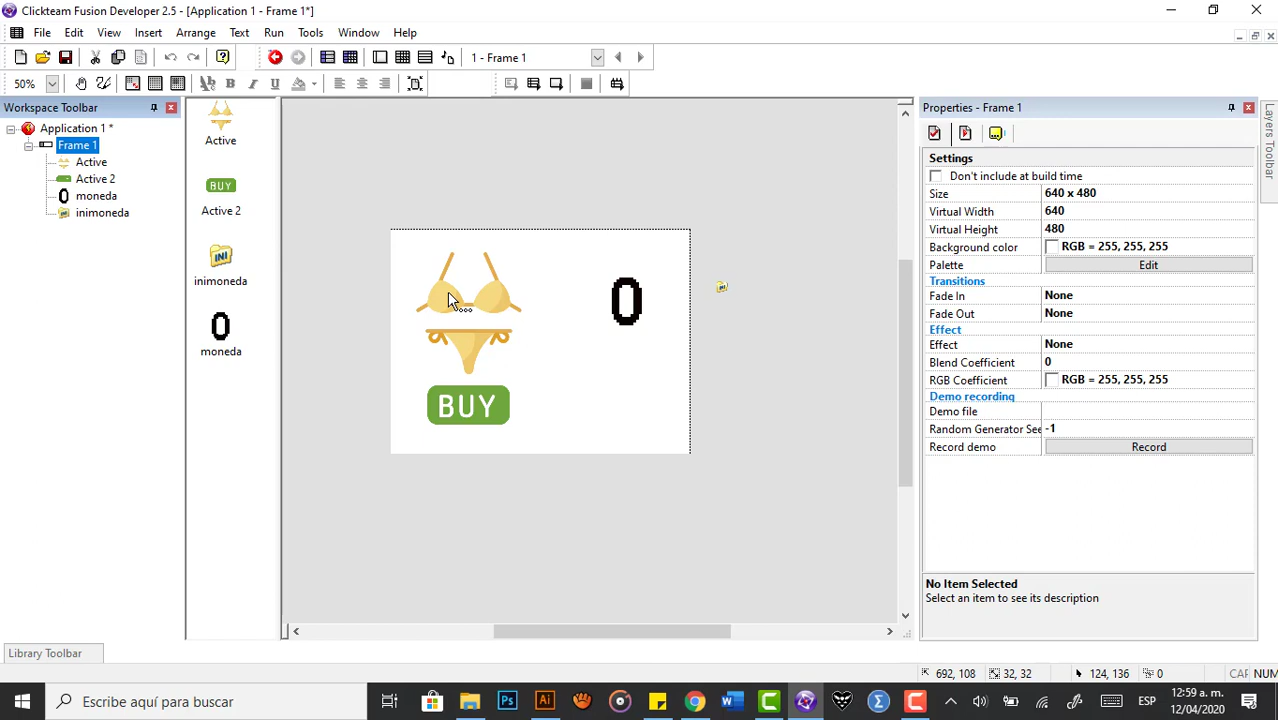 Clickteam Fusion Developer 2.5 - [Application 1 - Frame 1*]
File Edit View Insert Arrange Text Run Tools Window Help
1 - Frame 1
50%
B I U A
Workspace Toolbar
Application 1 *
Frame 1
Active
Active 2
moneda
inimoneda
Active
BUY
Active 2
INI
inimoneda
0
moneda
0
BUY
Properties - Frame 1
Settings
Don't include at build time
Size 640 x 480
Virtual Width 640
Virtual Height 480
Background color RGB = 255, 255, 255
Palette Edit
Transitions
Fade In None
Fade Out None
Effect
Effect None
Blend Coefficient 0
RGB Coefficient RGB = 255, 255, 255
Demo recording
Demo file
Random Generator See -1
Record demo Record
No Item Selected
Select an item to see its description
Layers Toolbar
Library Toolbar
692, 108 32, 32 124, 136 0 CAF NUM
Escribe aquí para buscar
Ps Ai W C
ESP
12:59 a. m.
12/04/2020